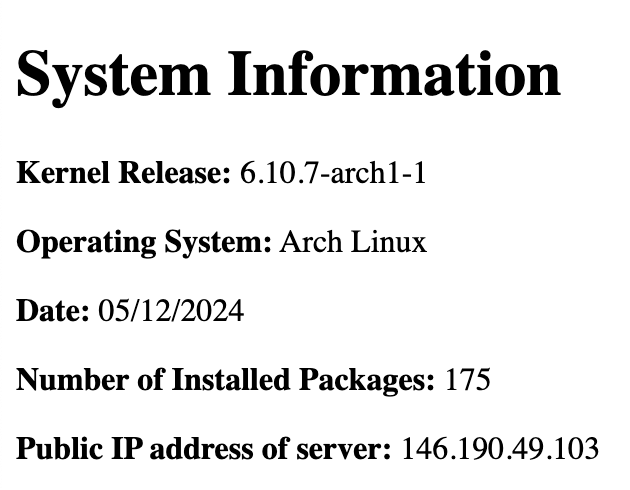 System Information
Kernel Release: 6.10.7-arch1-1
Operating System: Arch Linux
Date: 05/12/2024
Number of Installed Packages: 175
Public IP address of server: 146.190.49.103